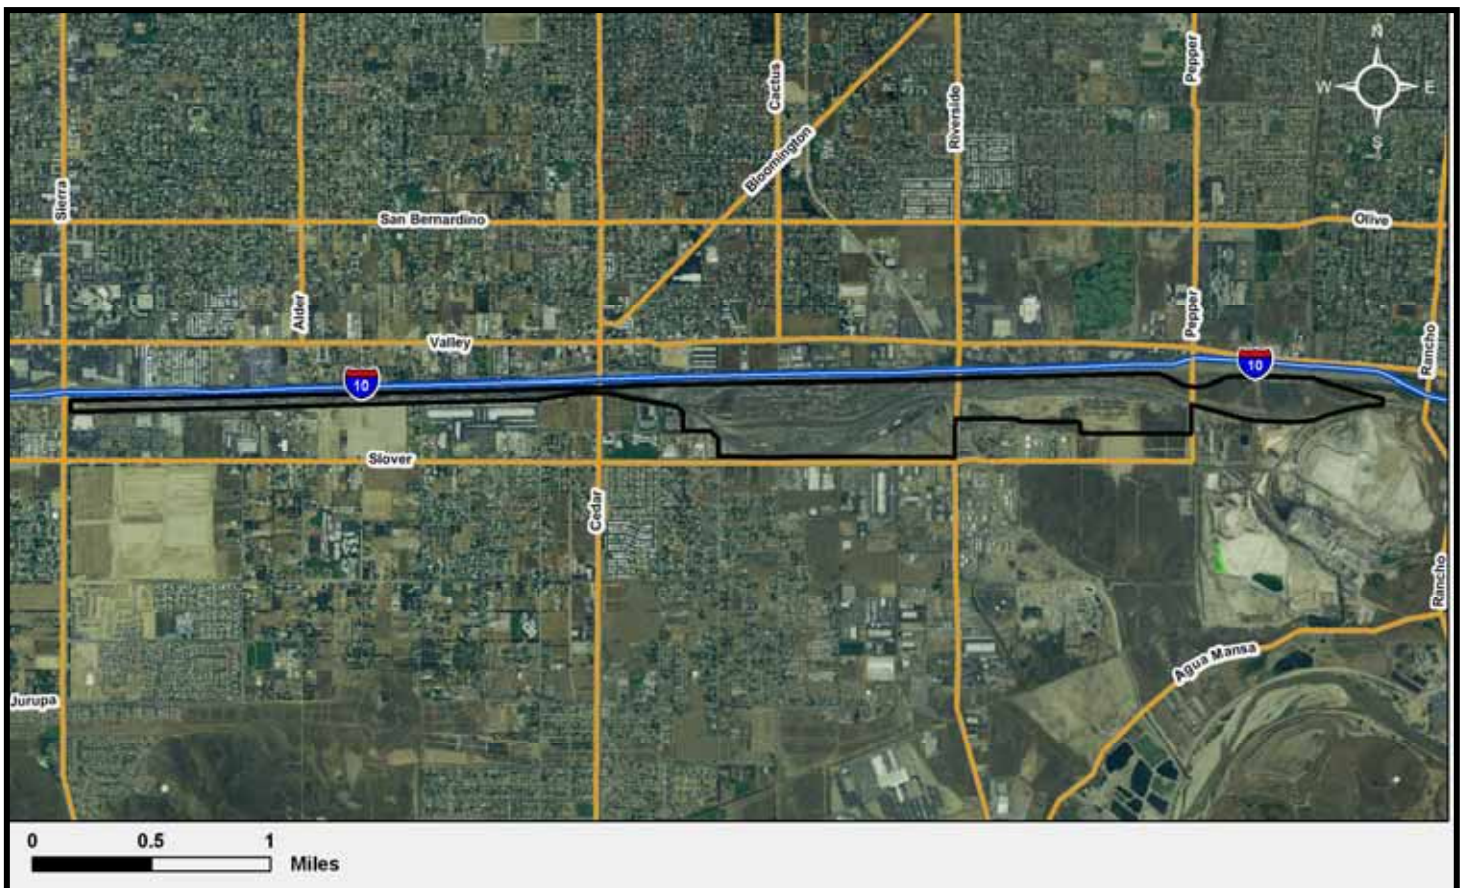 N
W
E
S
Pepper
Cactus
Riverside
Bloomington
Sierra
San Bernardino
Olive
Alder
Pepper
Valley
Rancho
10
10
Slover
Cedar
Rancho
Agua Mansa
Jurupa
0 0.5 1
Miles